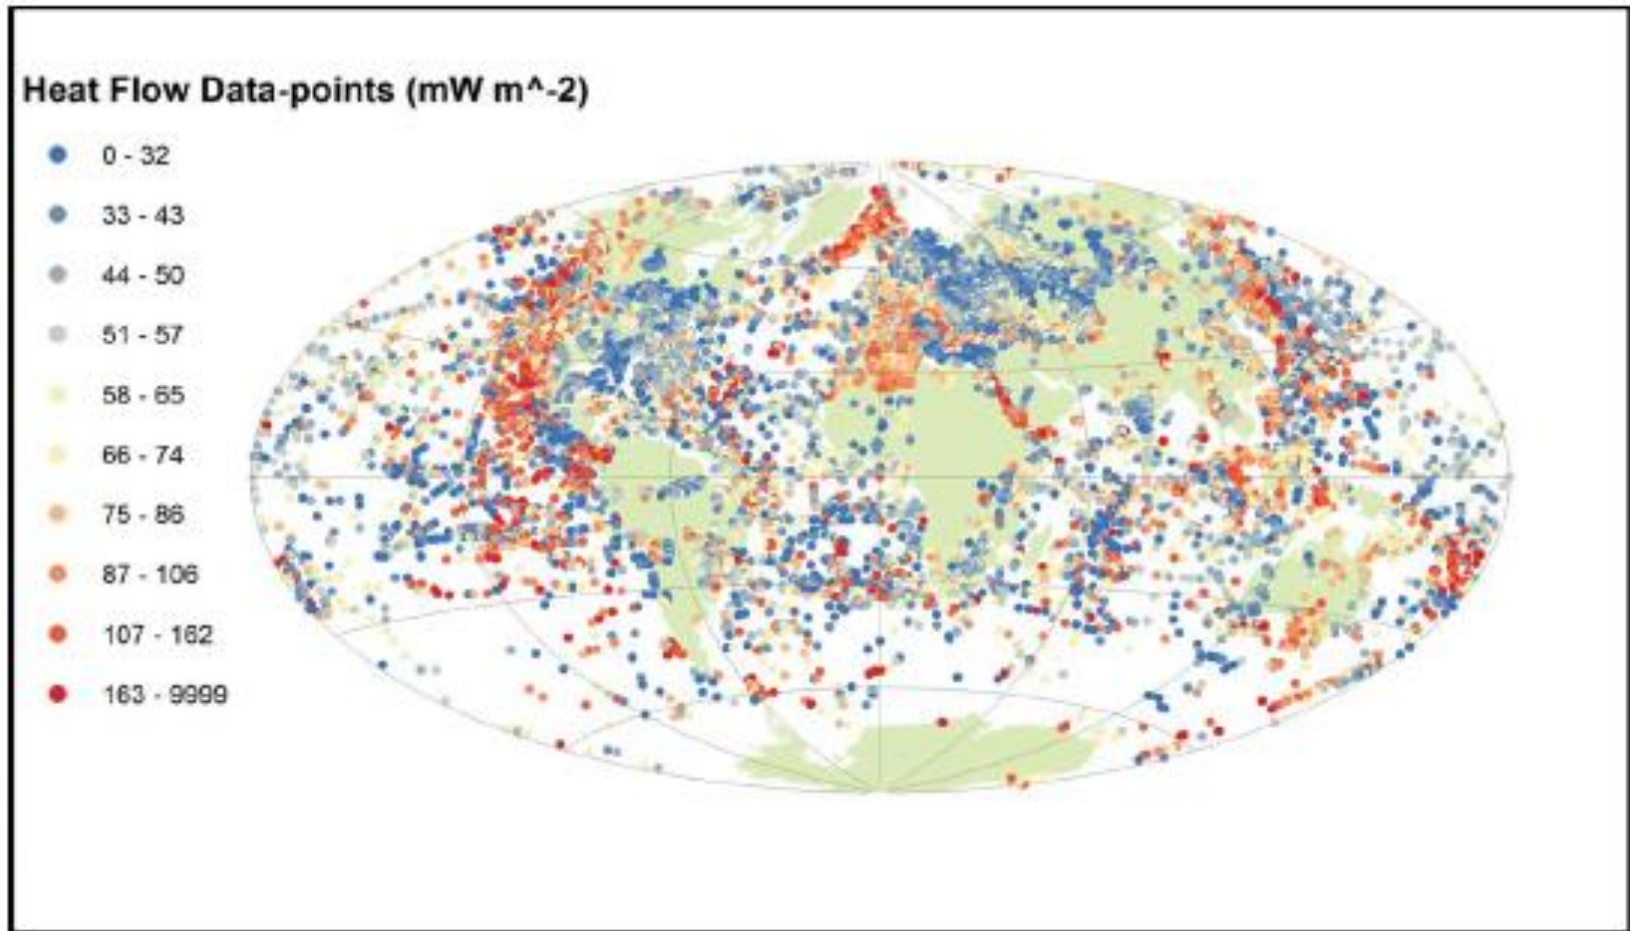 Heat Flow Data-points (mW m^-2)
0 - 32
33 - 43
44 - 50
51 - 57
58 - 65
66 - 74
75 - 86
87 - 106
107 - 162
163 - 9999